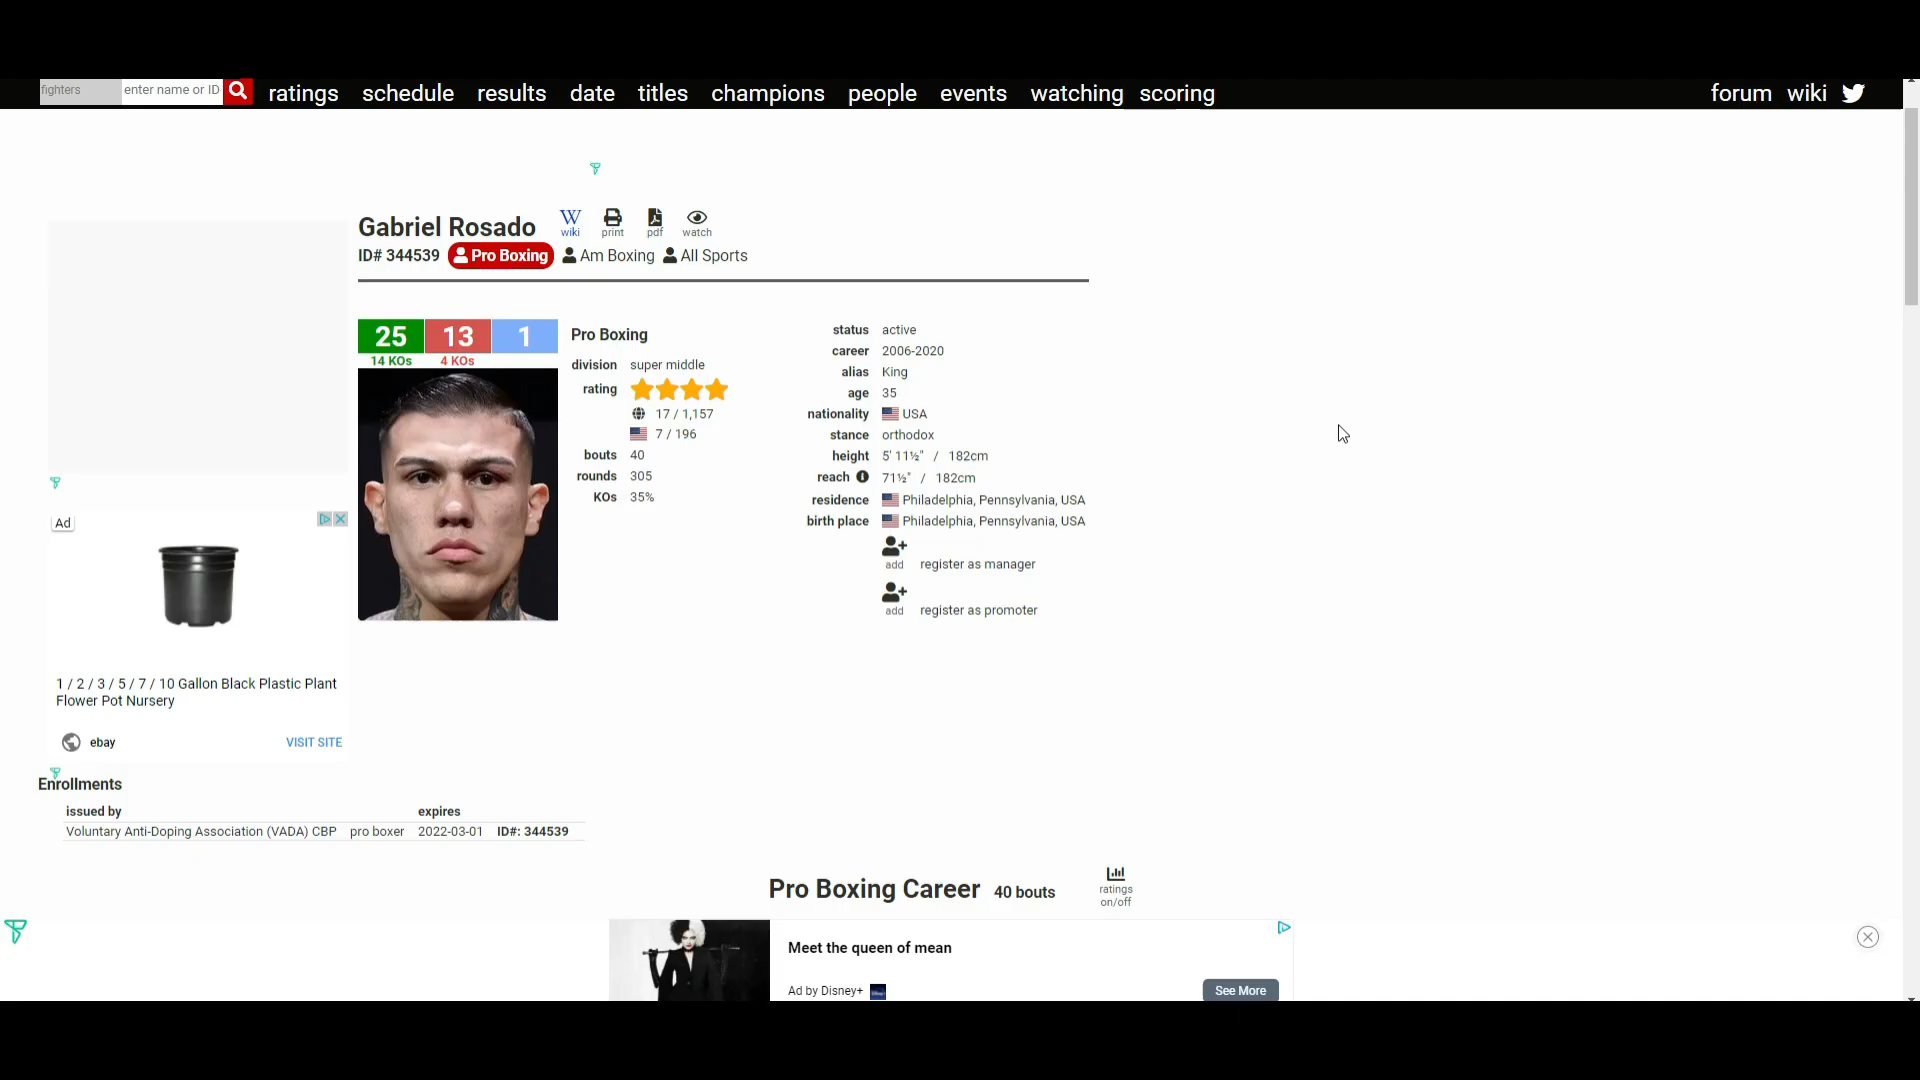 fighters
enter name or ID
ratings schedule results date titles champions people events watching scoring
forum wiki
Gabriel Rosado
wiki print pdf watch
ID# 344539 Pro Boxing Am Boxing All Sports
25 13 1
14 KOs 4 KOs
Pro Boxing
division super middle
rating
17 / 1,157
7 / 196
bouts 40
rounds 305
KOs 35%
status active
career 2006-2020
alias King
age 35
nationality USA
stance orthodox
height 5' 11½" / 182cm
reach 71½" / 182cm
residence Philadelphia, Pennsylvania, USA
birth place Philadelphia, Pennsylvania, USA
add register as manager
add register as promoter
Ad
1 / 2 / 3 / 5 / 7 / 10 Gallon Black Plastic Plant
Flower Pot Nursery
ebay VISIT SITE
Enrollments
issued by expires
Voluntary Anti-Doping Association (VADA) CBP pro boxer 2022-03-01 ID#: 344539
Pro Boxing Career 40 bouts
ratings
on/off
Meet the queen of mean
Ad by Disney+
See More